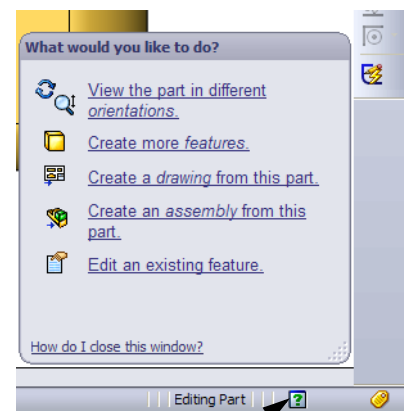 What would you like to do?
View the part in different
orientations.
Create more features.
Create a drawing from this part.
Create an assembly from this
part.
Edit an existing feature.
How do I close this window?
Editing Part
?